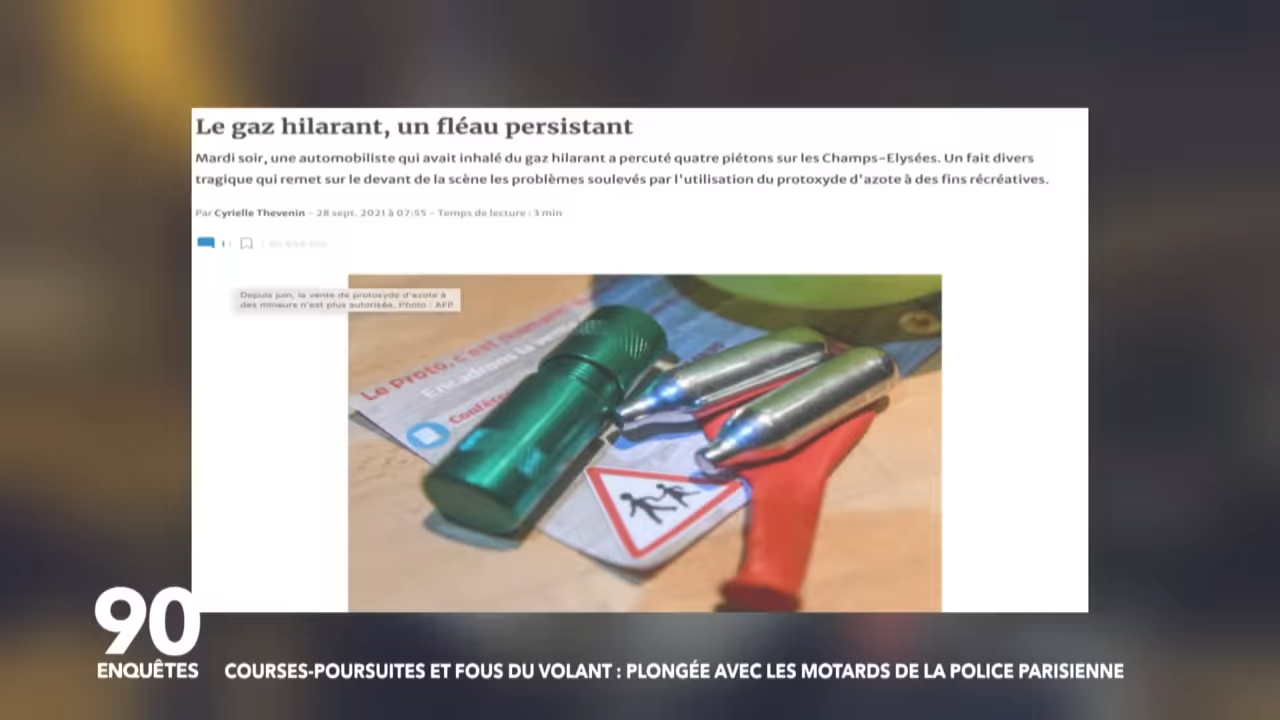 Le gaz hilarant, un fléau persistant
Mardi soir, une automobiliste qui avait inhalé du gaz hilarant a percuté quatre piétons sur les Champs-Elysées. Un fait divers
tragique qui remet sur le devant de la scène les problèmes soulevés par l'utilisation du protoxyde d'azote à des fins récréatives.
Par Cyrielle Thevenin - 28 sept. 2021 à 07:55 - Temps de lecture : 3 min
Depuis juin, la vente de protoxyde d'azote à
des mineurs n'est plus autorisée. Photo : AFP
Le Proto, c'est
Encadrons la
90
ENQUÊTES
COURSES-POURSUITES ET FOUS DU VOLANT : PLONGÉE AVEC LES MOTARDS DE LA POLICE PARISIENNE